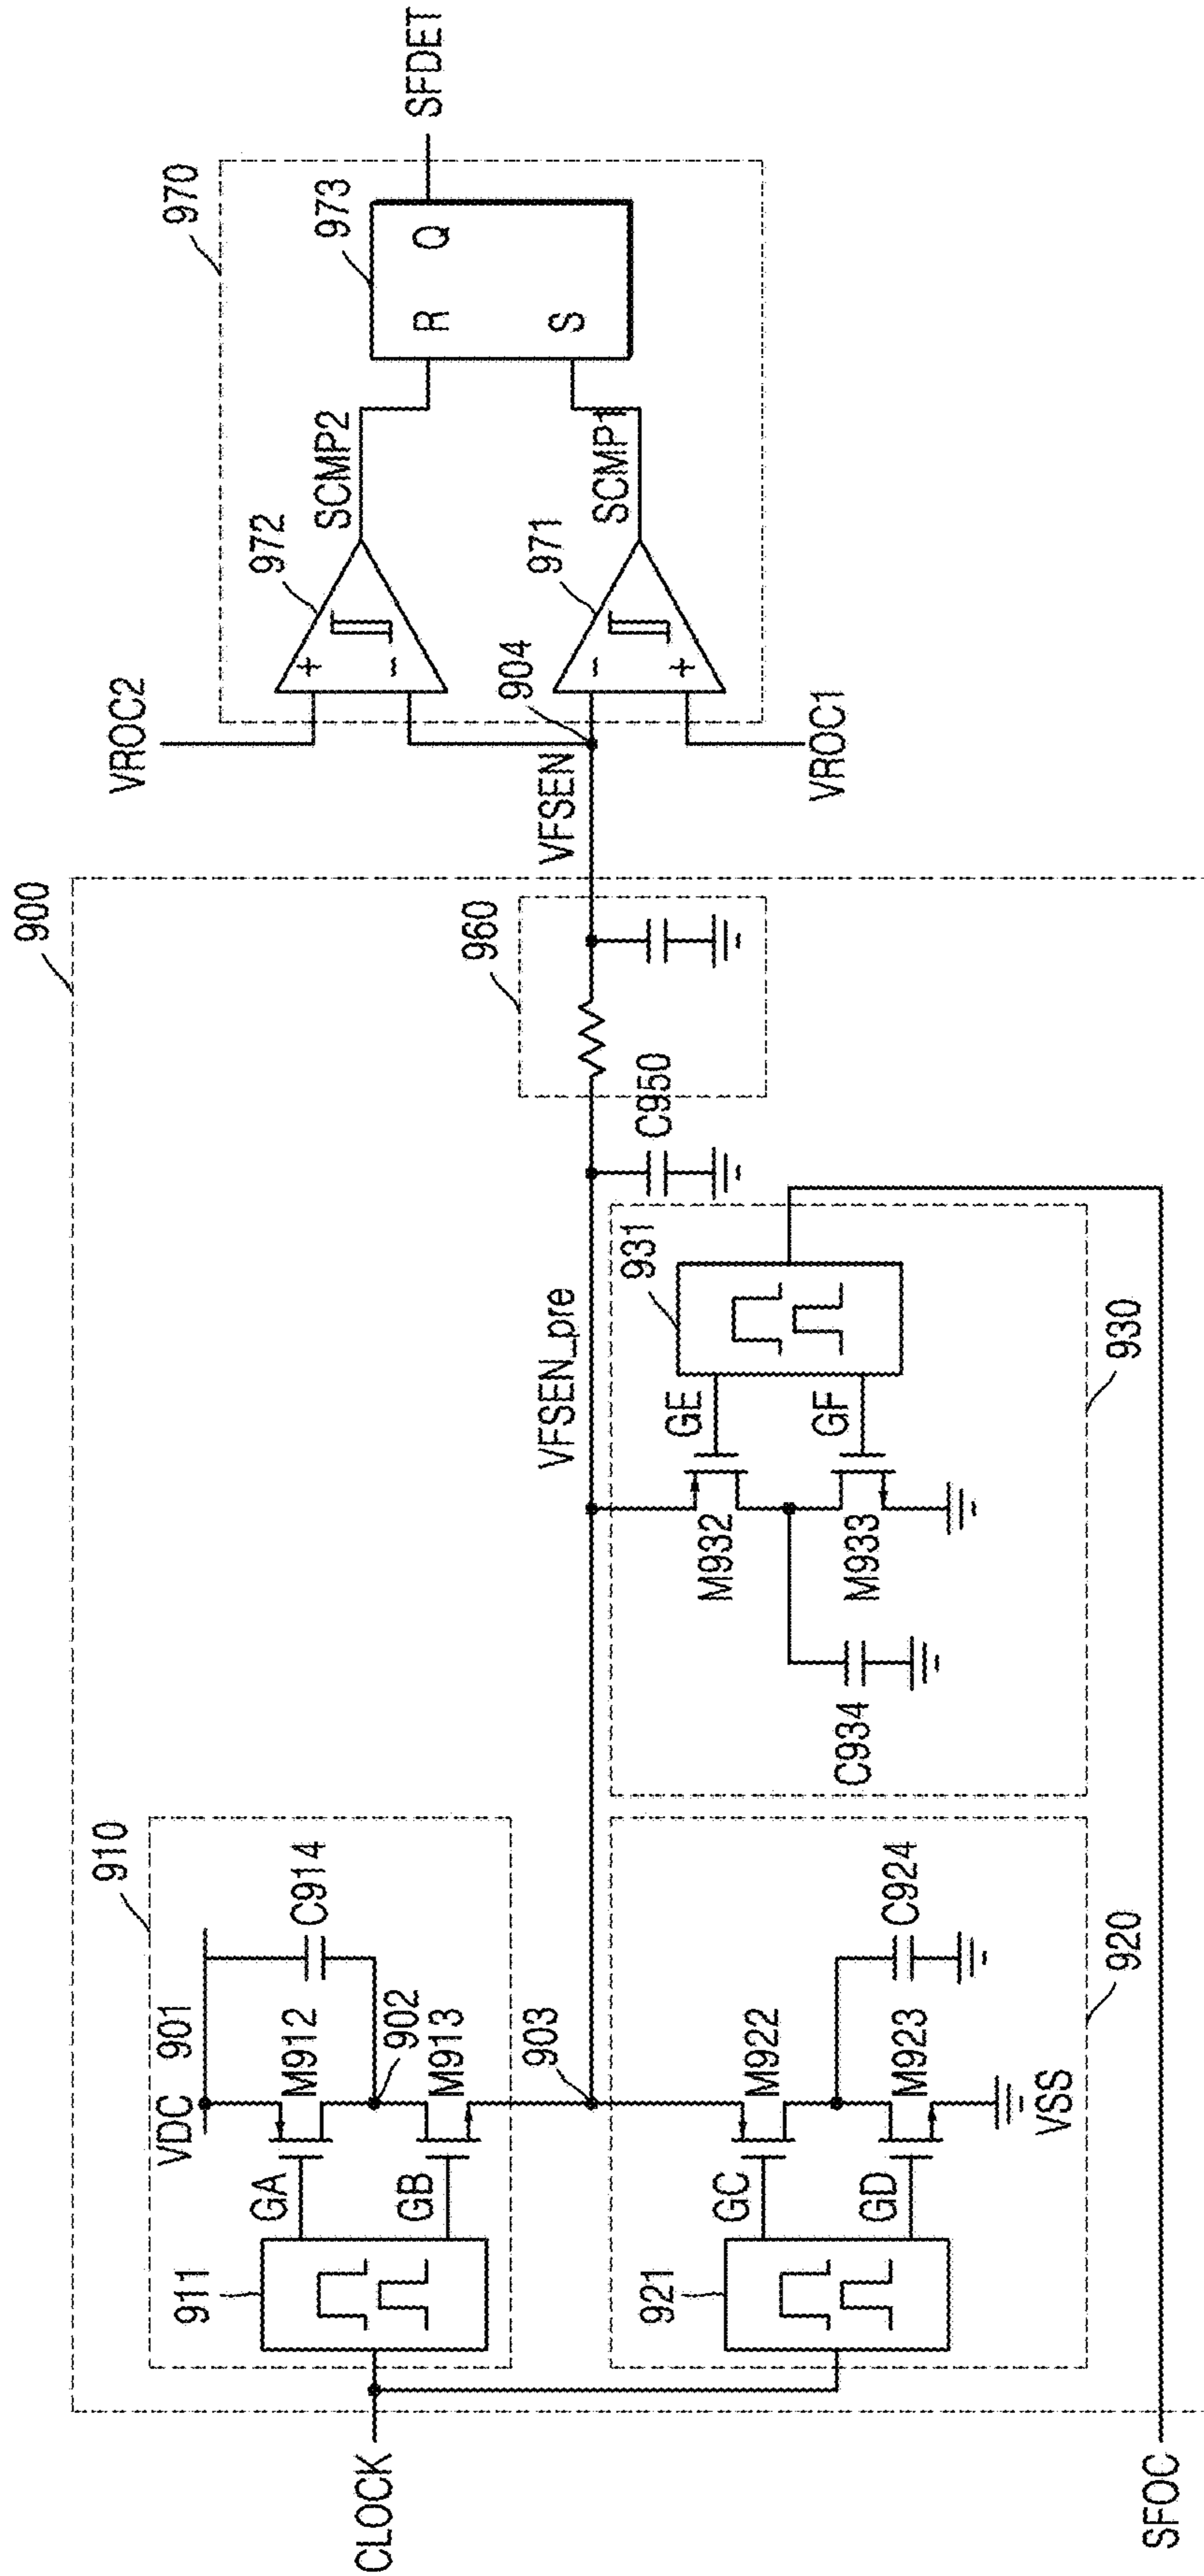 900
910
VDC
901
911
GA
M912
C914
902
GB
M913
CLOCK
903
VFSEN_pre
921
GC
M922
C924
GD
M923
VSS
920
931
GE
M932
GF
M933
C934
930
SFOC
C950
960
VFSEN
904
VROC2
972
+
-
SCMP2
971
-
+
SCMP1
VROC1
970
973
R
Q
S
SFDET